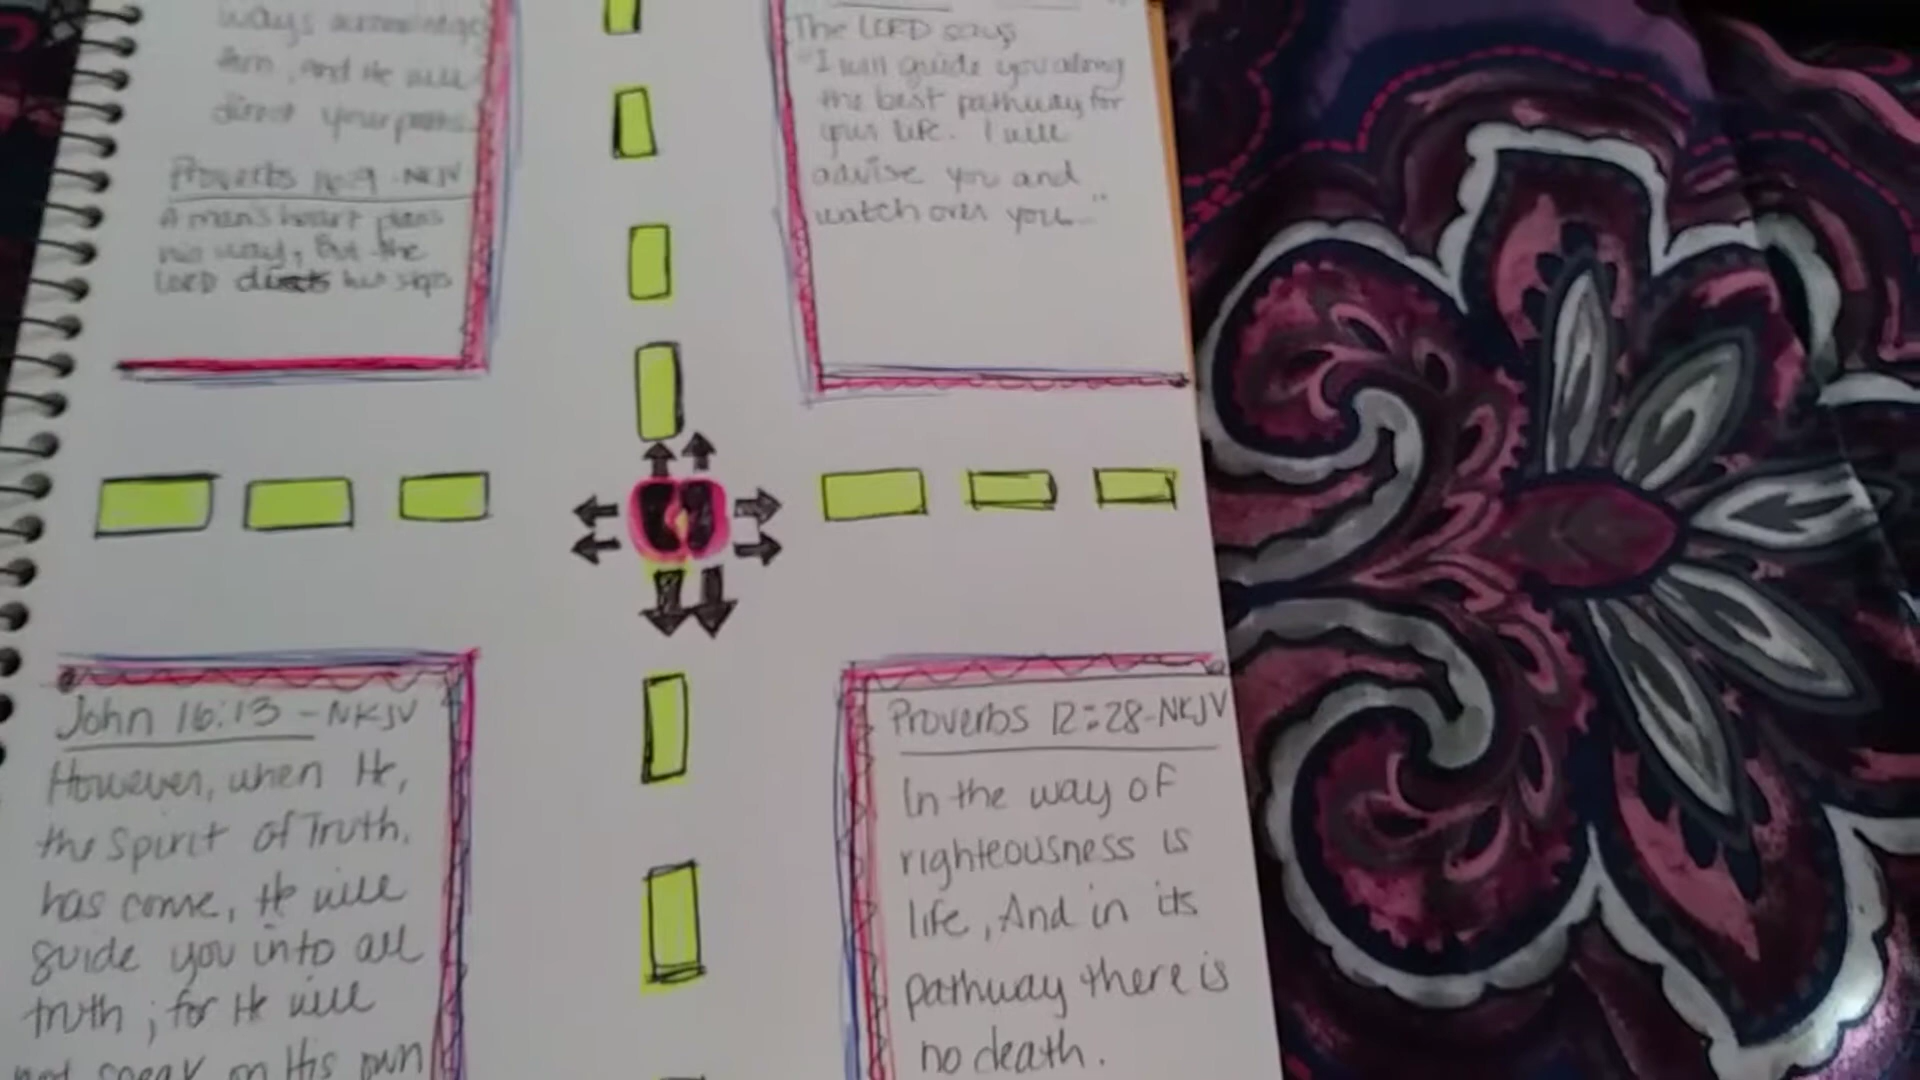 ways acknowledge
Him, and He will
direct your paths.
Proverbs 16:9 - NKJV
A man's heart plans
his way, But the
LORD directs his steps
The LORD says
"I will guide you along
the best pathway for
your life. I will
advise you and
watch over you."
John 16:13 - NKJV
However, when He,
the Spirit of Truth,
has come, He will
guide you into all
truth; for He will
not speak on His own
Proverbs 12:28-NKJV
In the way of
righteousness is
life, And in its
pathway there is
no death.